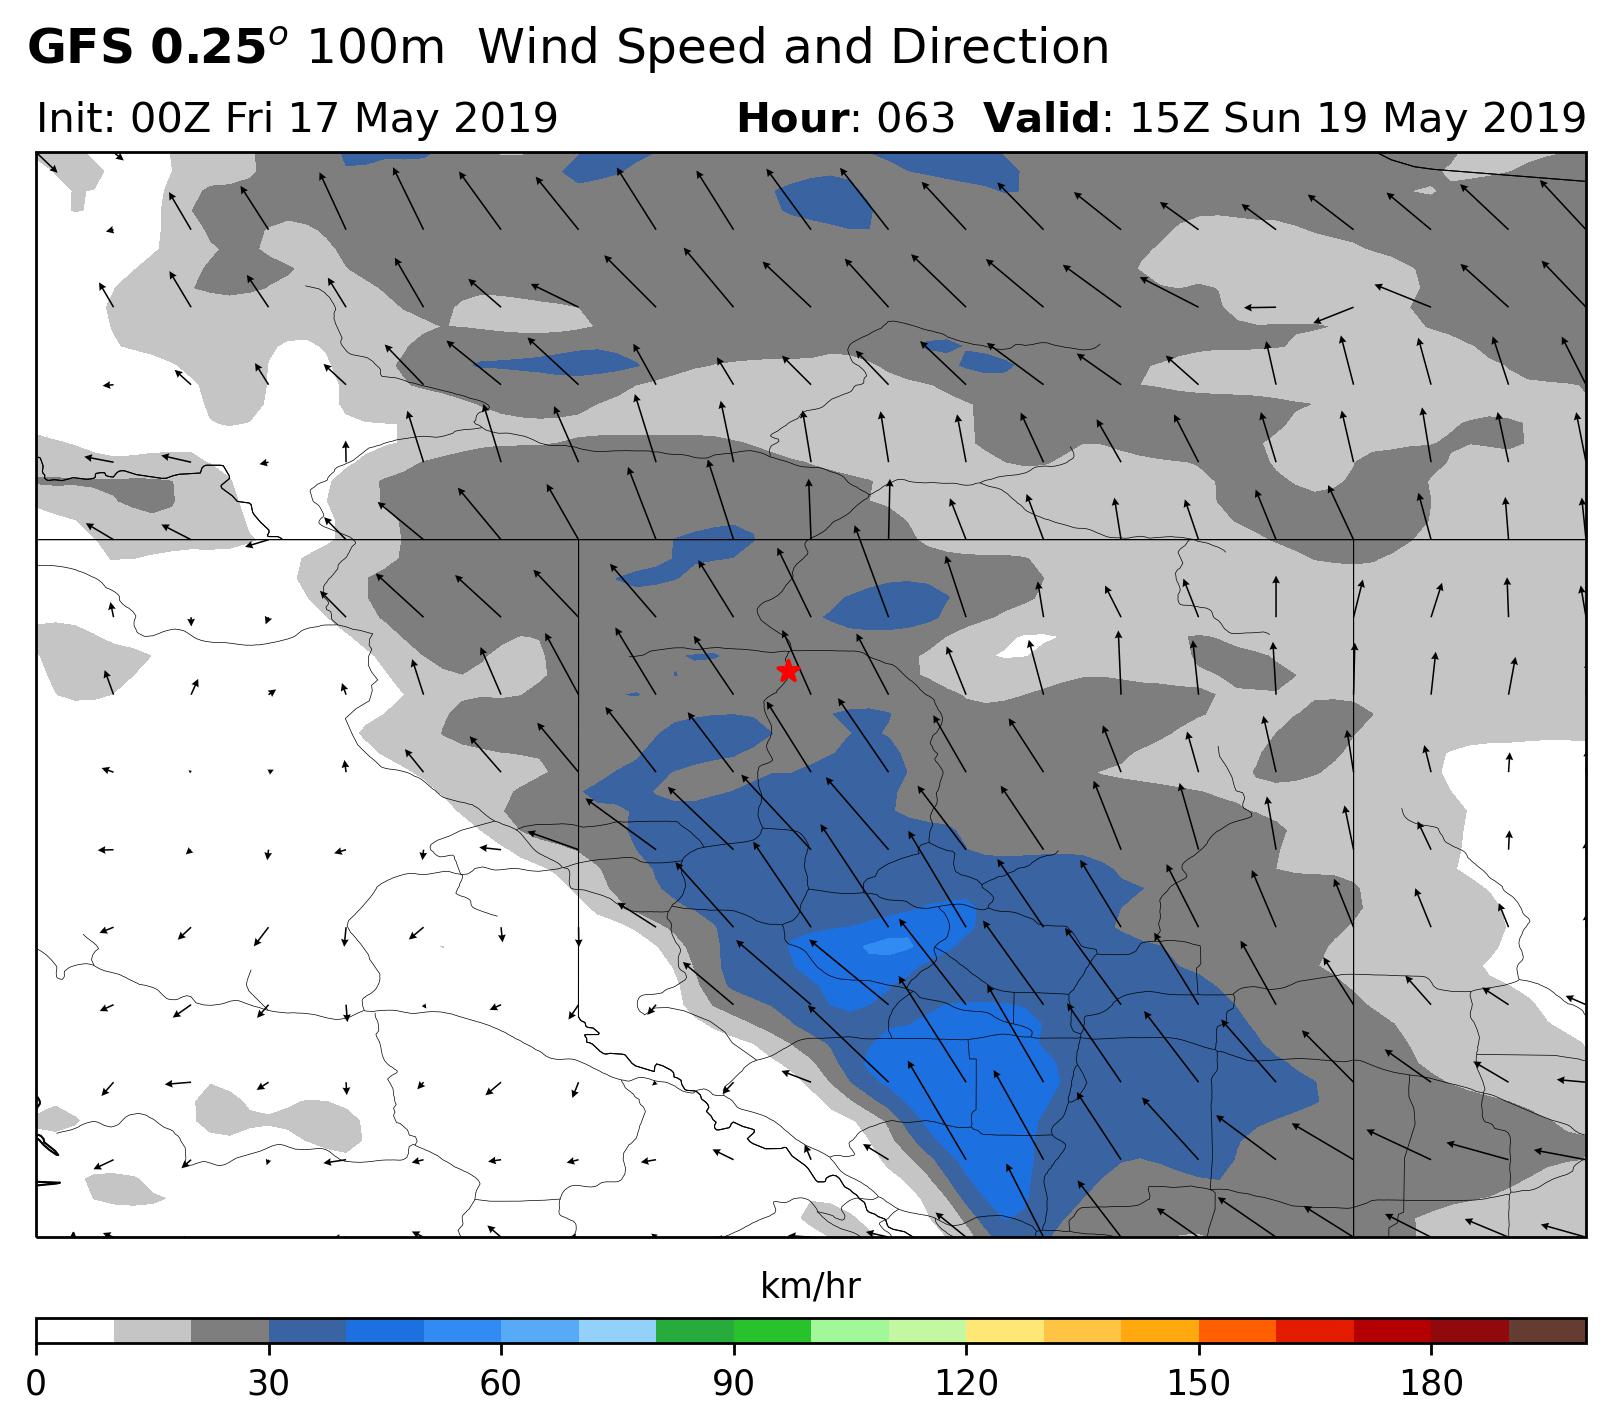 GFS 0.25° 100m Wind Speed and Direction
Init: 00Z Fri 17 May 2019 Hour: 063 Valid: 15Z Sun 19 May 2019
km/hr
0 30 60 90 120 150 180